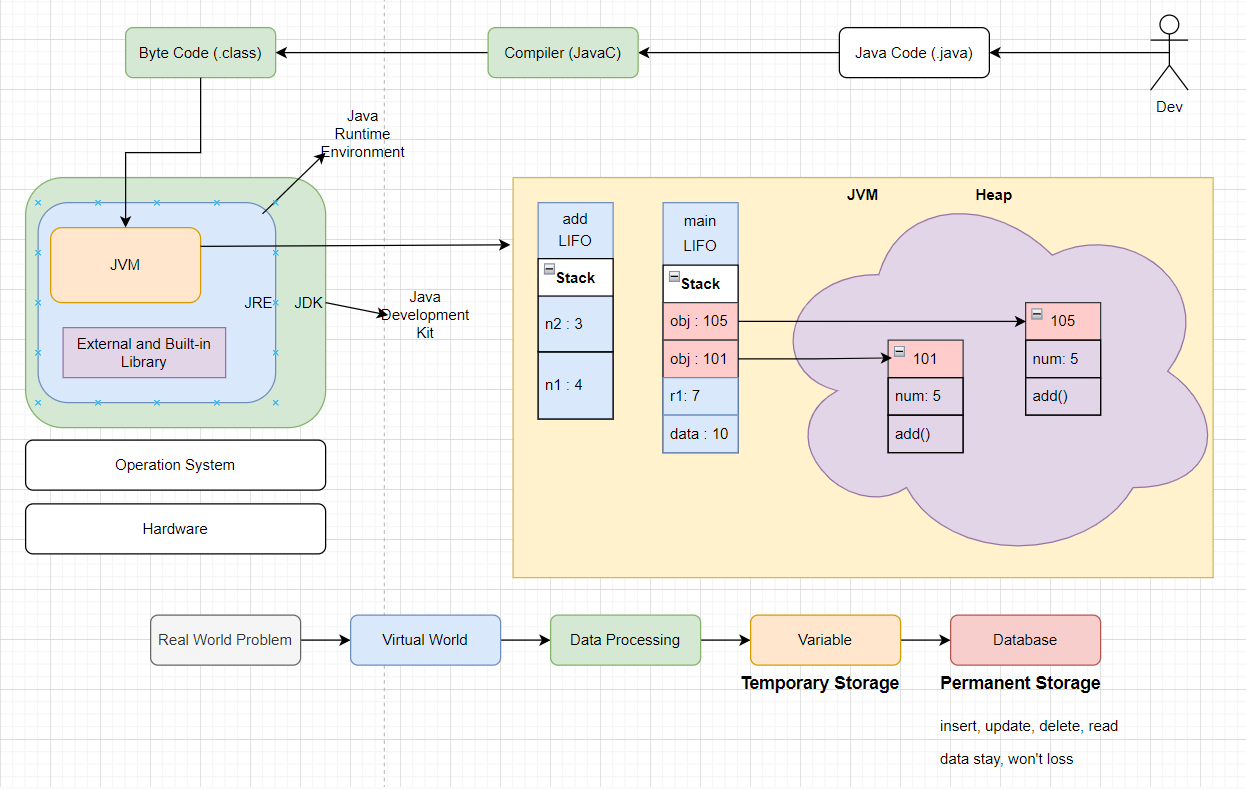 Byte Code (.class)
Compiler (JavaC)
Java Code (.java)
Dev
Java
Runtime
Environment
JVM
JRE
JDK
External and Built-in
Library
Java
Development
Kit
Operation System
Hardware
JVM
Heap
add
LIFO
Stack
n2 : 3
n1 : 4
main
LIFO
Stack
obj : 105
obj : 101
r1: 7
data : 10
101
num: 5
add()
105
num: 5
add()
Real World Problem
Virtual World
Data Processing
Variable
Database
Temporary Storage
Permanent Storage
insert, update, delete, read
data stay, won't loss